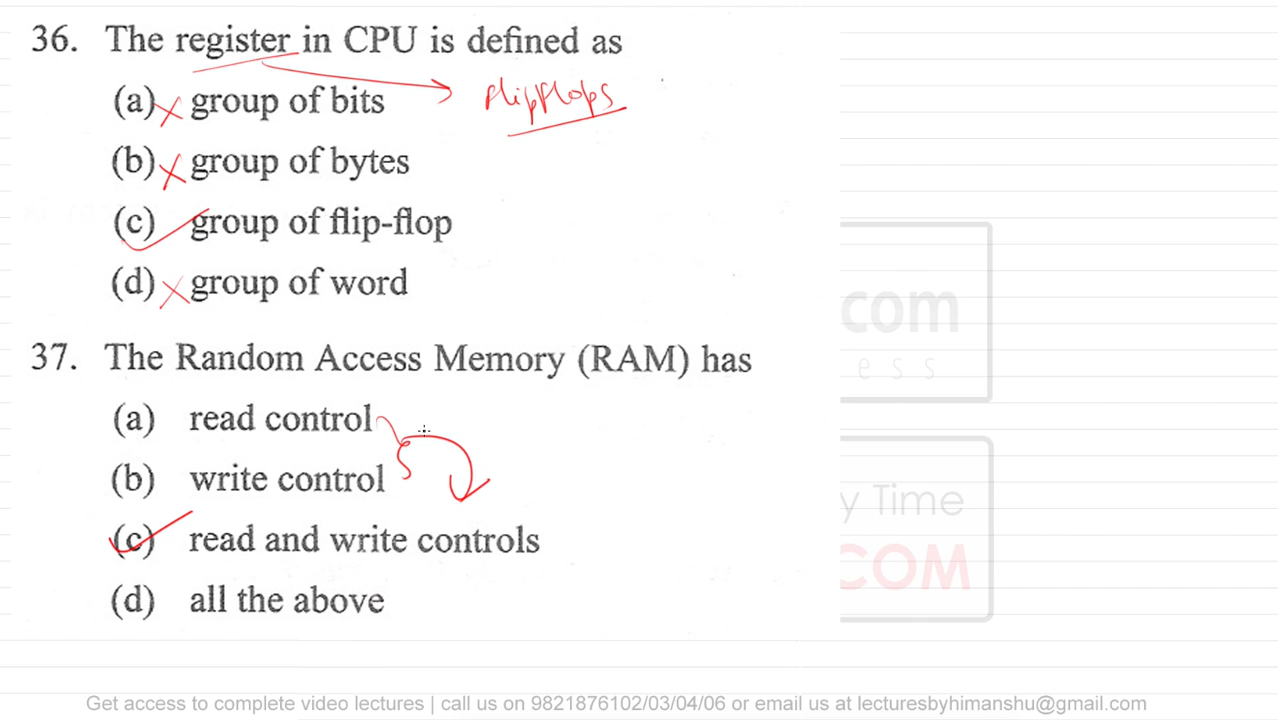 36. The register in CPU is defined as
(a) group of bits
flipflops
(b) group of bytes
(c) group of flip-flop
(d) group of word
com
ess
37. The Random Access Memory (RAM) has
(a) read control
(b) write control
y Time
(c) read and write controls
COM
(d) all the above
Get access to complete video lectures | call us on 9821876102/03/04/06 or email us at lecturesbyhimanshu@gmail.com